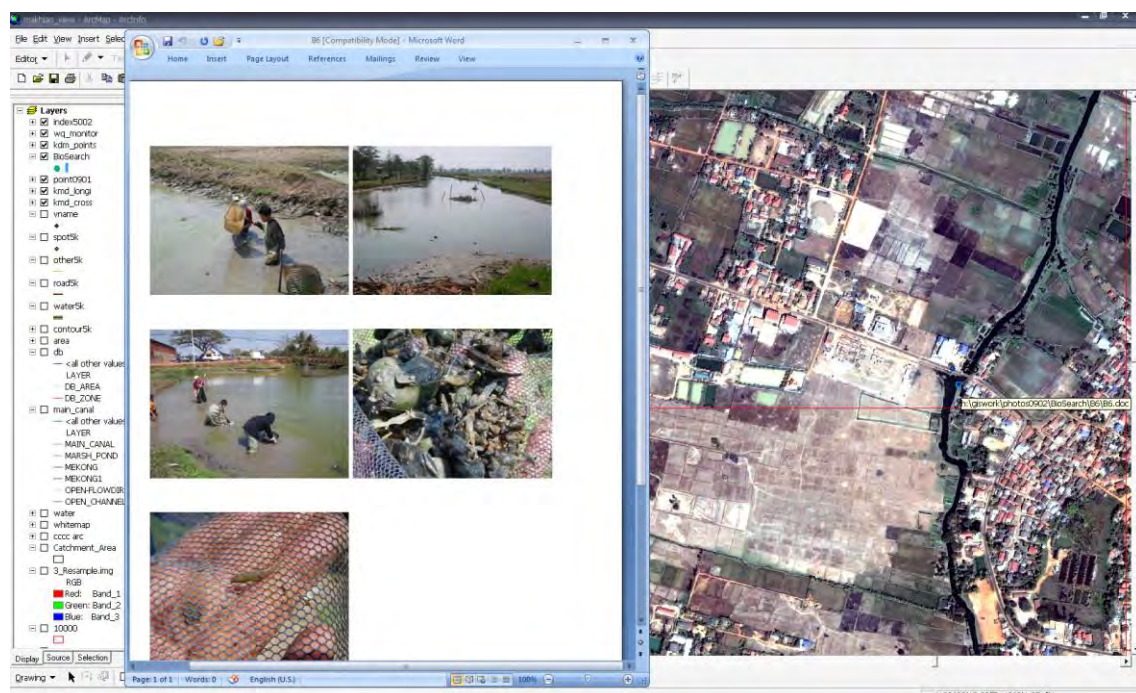 makhian_view - ArcMap - ArcInfo
File Edit View Insert Selec
Editor
B6 [Compatibility Mode] - Microsoft Word
Home Insert Page Layout References Mailings Review View
Layers
index5002
wq_monitor
kdm_points
BioSearch
point0901
kmd_longi
kmd_cross
vname
spot5k
other5k
road5k
water5k
contour5k
area
db
<all other values
LAYER
DB_AREA
DB_ZONE
main_canal
<all other values
LAYER
MAIN_CANAL
MARSH_POND
MEKONG
MEKONG1
OPEN-FLOWDIR
OPEN_CHANNEL
water
whitemap
cccc arc
Catchment_Area
3_Resample.img
RGB
Red: Band_1
Green: Band_2
Blue: Band_3
10000
h:\giswork\photos0902\BioSearch\B6\B6.doc
Display Source Selection
Drawing
Page: 1 of 1 Words: 0 English (U.S.) 100%